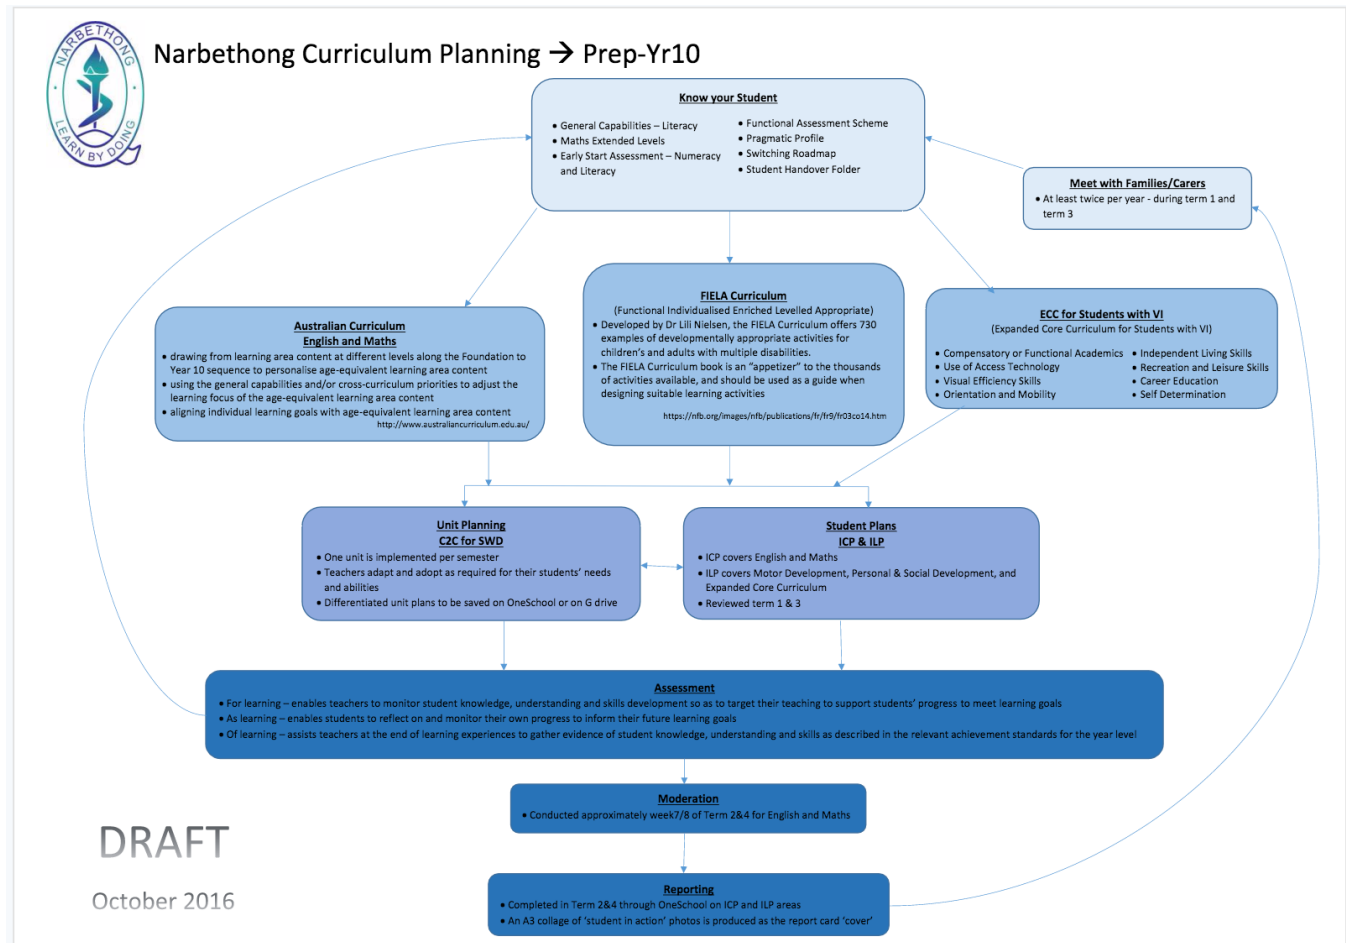 NARBETHONG
LEARN BY DOING
Narbethong Curriculum Planning → Prep-Yr10
Know your Student
• General Capabilities – Literacy
• Maths Extended Levels
• Early Start Assessment – Numeracy
and Literacy
• Functional Assessment Scheme
• Pragmatic Profile
• Switching Roadmap
• Student Handover Folder
Meet with Families/Carers
• At least twice per year - during term 1 and
term 3
Australian Curriculum
English and Maths
• drawing from learning area content at different levels along the Foundation to
Year 10 sequence to personalise age-equivalent learning area content
• using the general capabilities and/or cross-curriculum priorities to adjust the
learning focus of the age-equivalent learning area content
• aligning individual learning goals with age-equivalent learning area content
http://www.australiancurriculum.edu.au/
FIELA Curriculum
(Functional Individualised Enriched Levelled Appropriate)
• Developed by Dr Lili Nielsen, the FIELA Curriculum offers 730
examples of developmentally appropriate activities for
children's and adults with multiple disabilities.
• The FIELA Curriculum book is an "appetizer" to the thousands
of activities available, and should be used as a guide when
designing suitable learning activities
https://nfb.org/images/nfb/publications/fr/fr9/fr03co14.htm
ECC for Students with VI
(Expanded Core Curriculum for Students with VI)
• Compensatory or Functional Academics
• Use of Access Technology
• Visual Efficiency Skills
• Orientation and Mobility
• Independent Living Skills
• Recreation and Leisure Skills
• Career Education
• Self Determination
Unit Planning
C2C for SWD
• One unit is implemented per semester
• Teachers adapt and adopt as required for their students' needs
and abilities
• Differentiated unit plans to be saved on OneSchool or on G drive
Student Plans
ICP & ILP
• ICP covers English and Maths
• ILP covers Motor Development, Personal & Social Development, and
Expanded Core Curriculum
• Reviewed term 1 & 3
Assessment
• For learning – enables teachers to monitor student knowledge, understanding and skills development so as to target their teaching to support students' progress to meet learning goals
• As learning – enables students to reflect on and monitor their own progress to inform their future learning goals
• Of learning – assists teachers at the end of learning experiences to gather evidence of student knowledge, understanding and skills as described in the relevant achievement standards for the year level
Moderation
• Conducted approximately week7/8 of Term 2&4 for English and Maths
Reporting
• Completed in Term 2&4 through OneSchool on ICP and ILP areas
• An A3 collage of 'student in action' photos is produced as the report card 'cover'
DRAFT
October 2016